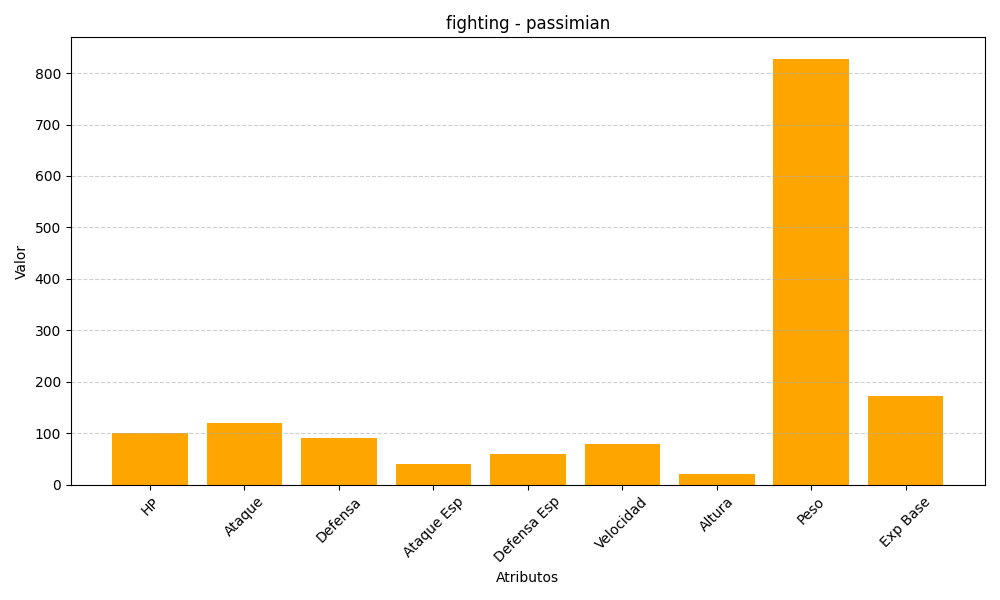 fighting - passimian
Valor
800
700
600
500
400
300
200
100
0
HP
Ataque
Defensa
Ataque Esp
Defensa Esp
Velocidad
Altura
Peso
Exp Base
Atributos